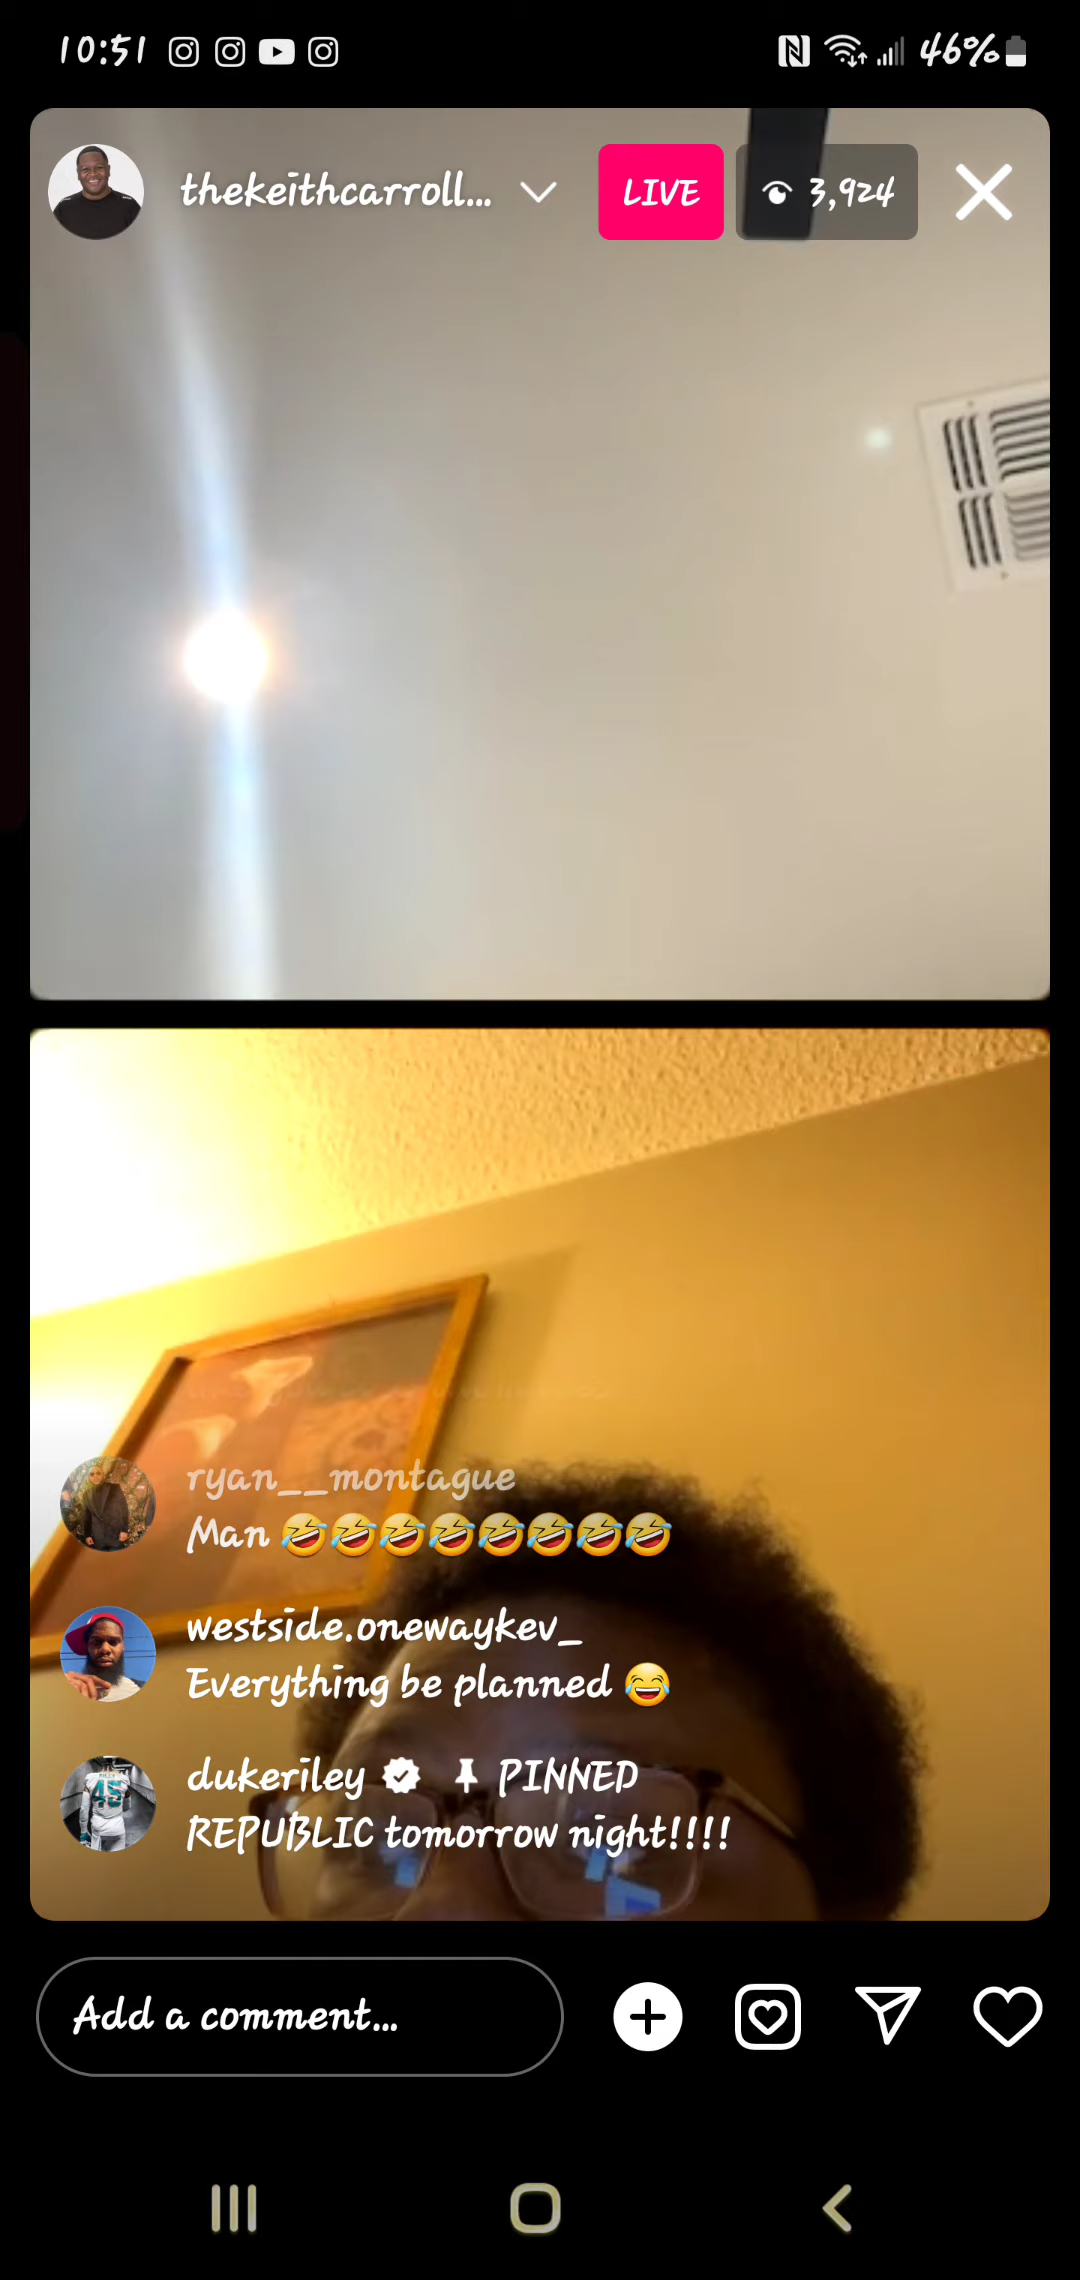 10:51
46%
thekeithcarroll...
LIVE
3,924
ryan__montague
Man 🤣🤣🤣🤣🤣🤣🤣🤣
westside.onewaykev_
Everything be planned 😂
dukeriley PINNED
REPUBLIC tomorrow night!!!!
Add a comment...